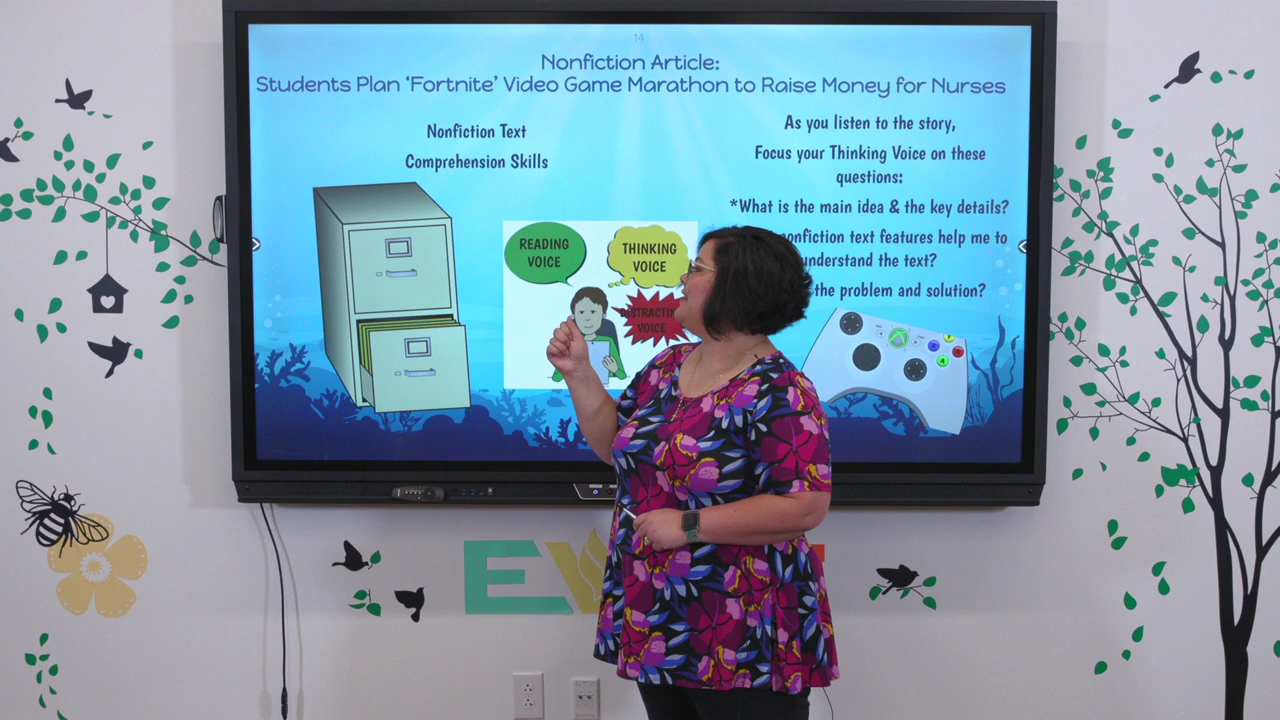 14
Nonfiction Article:
Students Plan ‘Fortnite’ Video Game Marathon to Raise Money for Nurses
Nonfiction Text
Comprehension Skills
As you listen to the story,
Focus your Thinking Voice on these
questions:
*What is the main idea & the key details?
nonfiction text features help me to
understand the text?
the problem and solution?
READING
VOICE
THINKING
VOICE
DISTRACTING
VOICE
A
EW